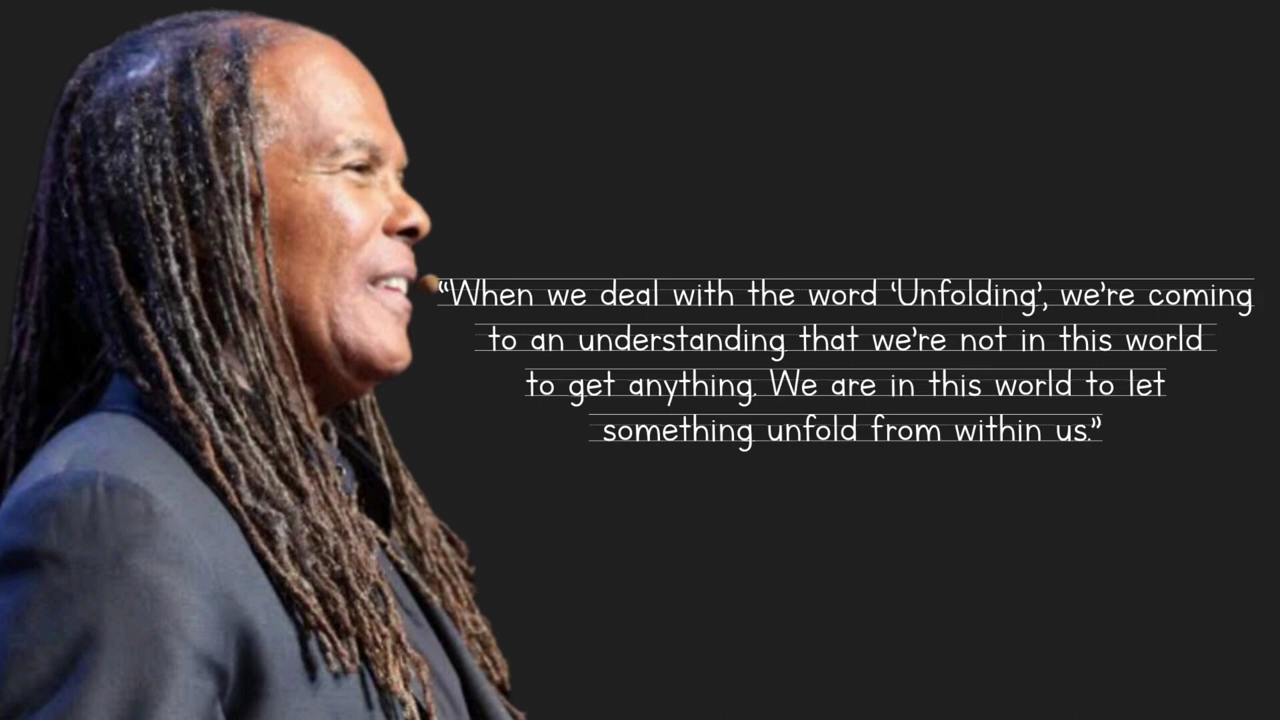 “When we deal with the word ‘Unfolding’, we’re coming
to an understanding that we’re not in this world
to get anything. We are in this world to let
something unfold from within us.”